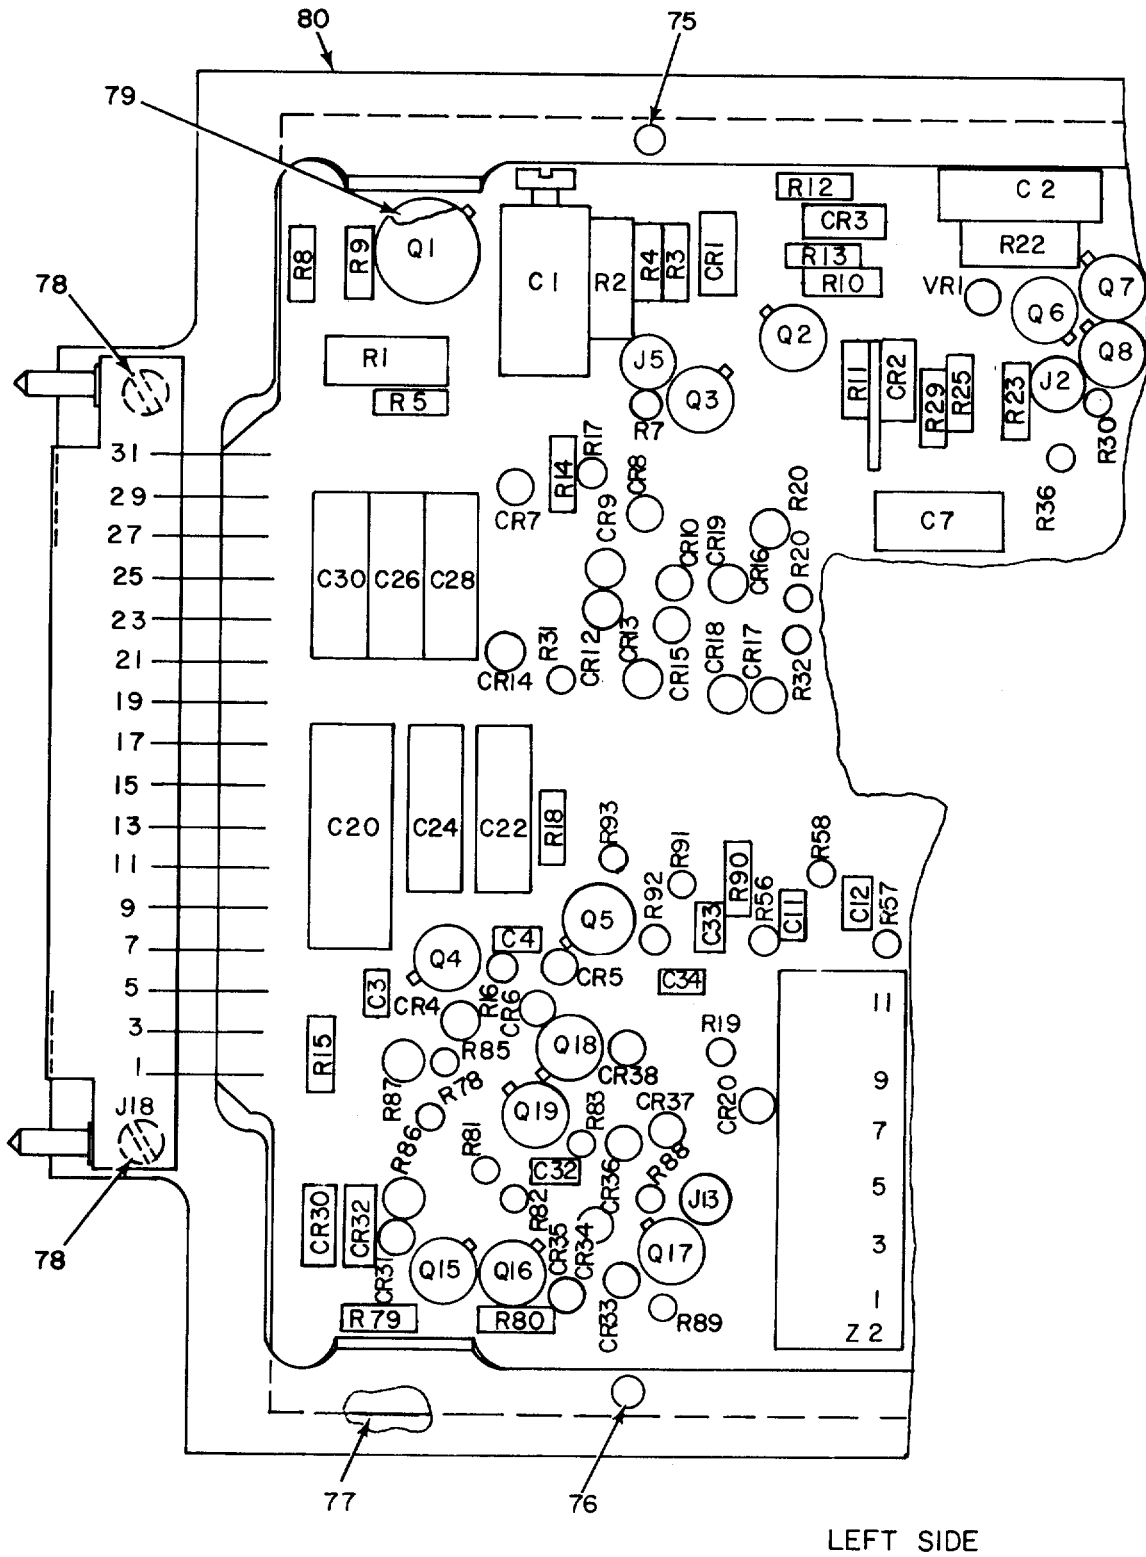 80
75
79
78
R12
C 2
CR3
R8
R9
Q1
C1
R2
R4
R3
CR1
R13
R10
R22
VR1
Q7
Q6
Q2
Q8
R1
J5
R11
CR2
R29
R25
R23
J2
R5
Q3
R7
R30
31
R17
R14
CR8
R20
R36
29
CR7
CR9
C7
27
CR10
CR19
CR16
R20
25
C30
C26
C28
23
21
R31
CR12
CR13
CR15
CR18
CR17
R32
CR14
19
17
15
13
C20
C24
C22
R18
R93
R91
R58
11
R92
R90
R56
C11
C12
R57
9
Q5
C33
7
Q4
C4
5
C3
CR4
R16
CR6
CR5
C34
11
3
R15
R85
Q18
CR38
R19
1
R87
R78
9
J18
Q19
R83
CR37
CR20
7
R86
R81
C32
CR36
R88
5
CR30
CR32
R82
J13
78
CR31
Q15
Q16
CR35
CR34
Q17
3
R79
R80
CR33
R89
1
Z 2
77
76
LEFT SIDE